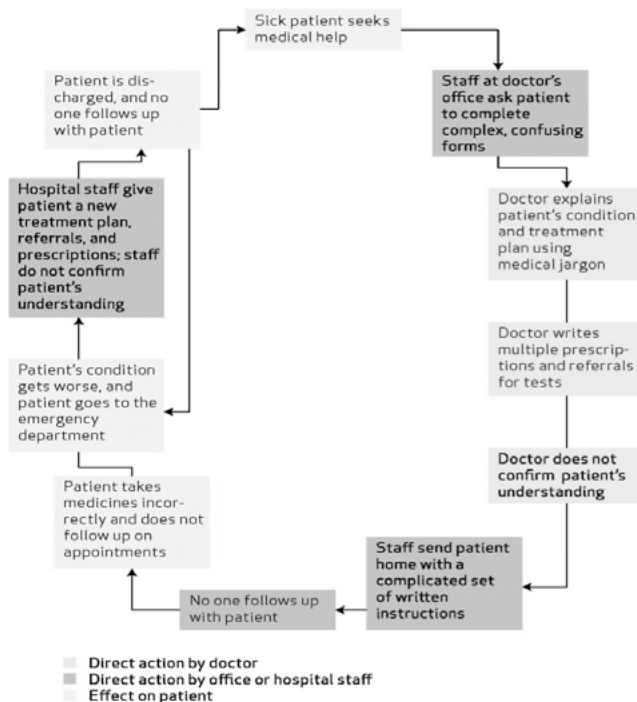 Sick patient seeks
medical help
Staff at doctor's
office ask patient
to complete
complex, confusing
forms
Doctor explains
patient's condition
and treatment
plan using
medical jargon
Doctor writes
multiple prescrip-
tions and referrals
for tests
Doctor does not
confirm patient's
understanding
Staff send patient
home with a
complicated set
of written
instructions
No one follows up
with patient
Patient takes
medicines incor-
rectly and does not
follow up on
appointments
Patient's condition
gets worse, and
patient goes to the
emergency
department
Hospital staff give
patient a new
treatment plan,
referrals, and
prescriptions; staff
do not confirm
patient's
understanding
Patient is dis-
charged, and no
one follows up
with patient
Direct action by doctor
Direct action by office or hospital staff
Effect on patient